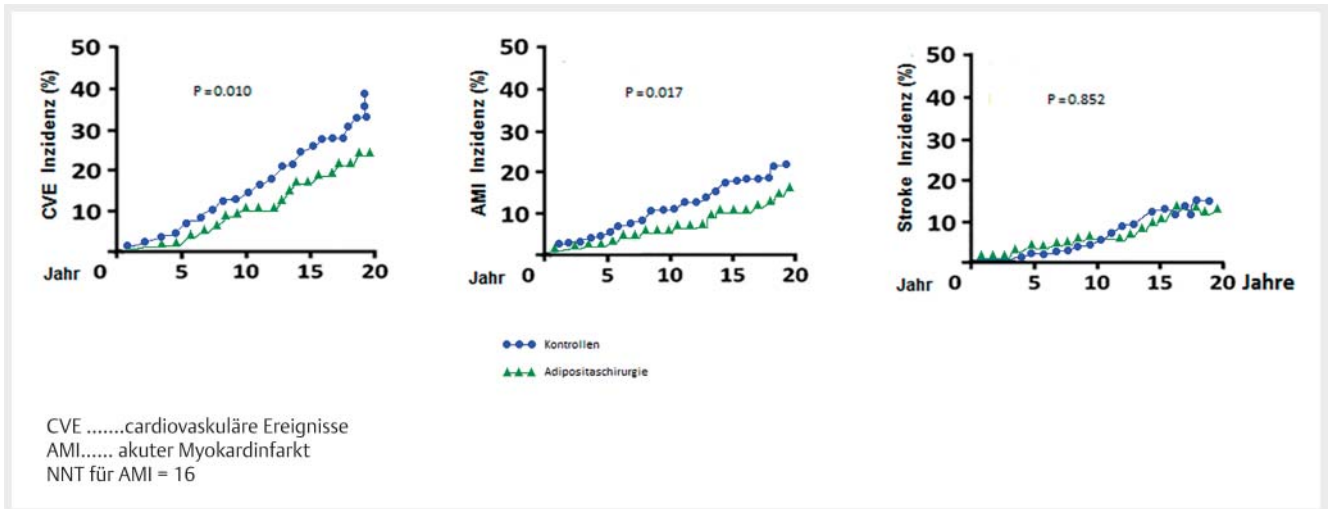 50
40
30
20
10
CVE Inzidenz (%)
P=0.010
Jahr 0 5 10 15 20
50
40
30
20
10
AMI Inzidenz (%)
P=0.017
Jahr 0 5 10 15 20
50
40
30
20
10
Stroke Inzidenz (%)
P=0.852
Jahr 0 5 10 15 20 Jahre
Kontrollen
Adipositaschirurgie
CVE .......cardiovaskuläre Ereignisse
AMI...... akuter Myokardinfarkt
NNT für AMI = 16